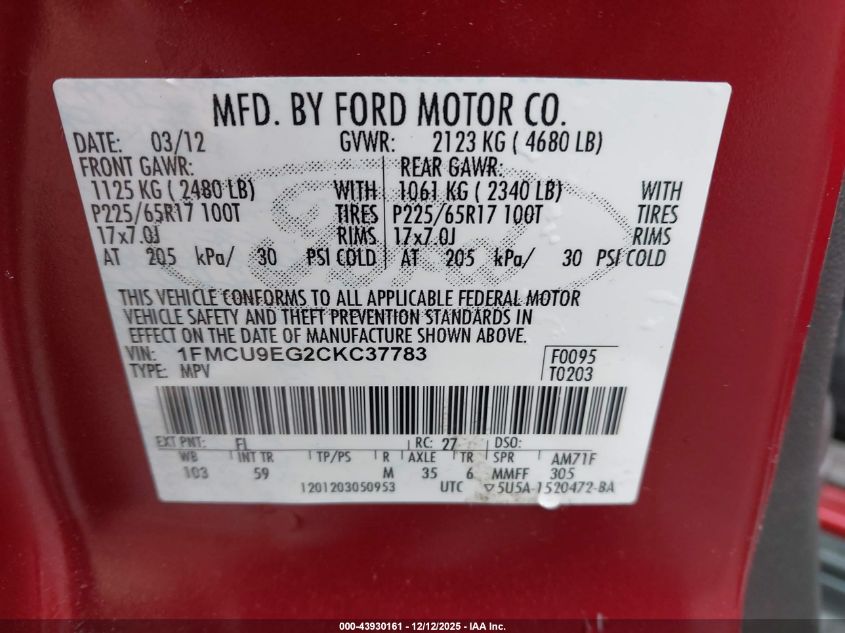 MFD. BY FORD MOTOR CO.
DATE: 03/12 GVWR: 2123 KG ( 4680 LB)
FRONT GAWR: REAR GAWR:
1125 KG ( 2480 LB) WITH 1061 KG ( 2340 LB) WITH
P225/65R17 100T TIRES P225/65R17 100T TIRES
17x7.0J RIMS 17x7.0J RIMS
AT 205 kPa/ 30 PSI COLD AT 205 kPa/ 30 PSI COLD
THIS VEHICLE CONFORMS TO ALL APPLICABLE FEDERAL MOTOR
VEHICLE SAFETY AND THEFT PREVENTION STANDARDS IN
EFFECT ON THE DATE OF MANUFACTURE SHOWN ABOVE.
VIN: 1FMCU9EG2CKC37783 F0095
TYPE: MPV T0203
EXT PNT: FL RC: 27 DSO:
WB INT TR TP/PS R AXLE TR SPR AM71F
103 59 M 35 6 MMFF 305
1201203050953 UTC ▽5U5A-1520472-BA
000-43930161 - 12/12/2025 - IAA Inc.